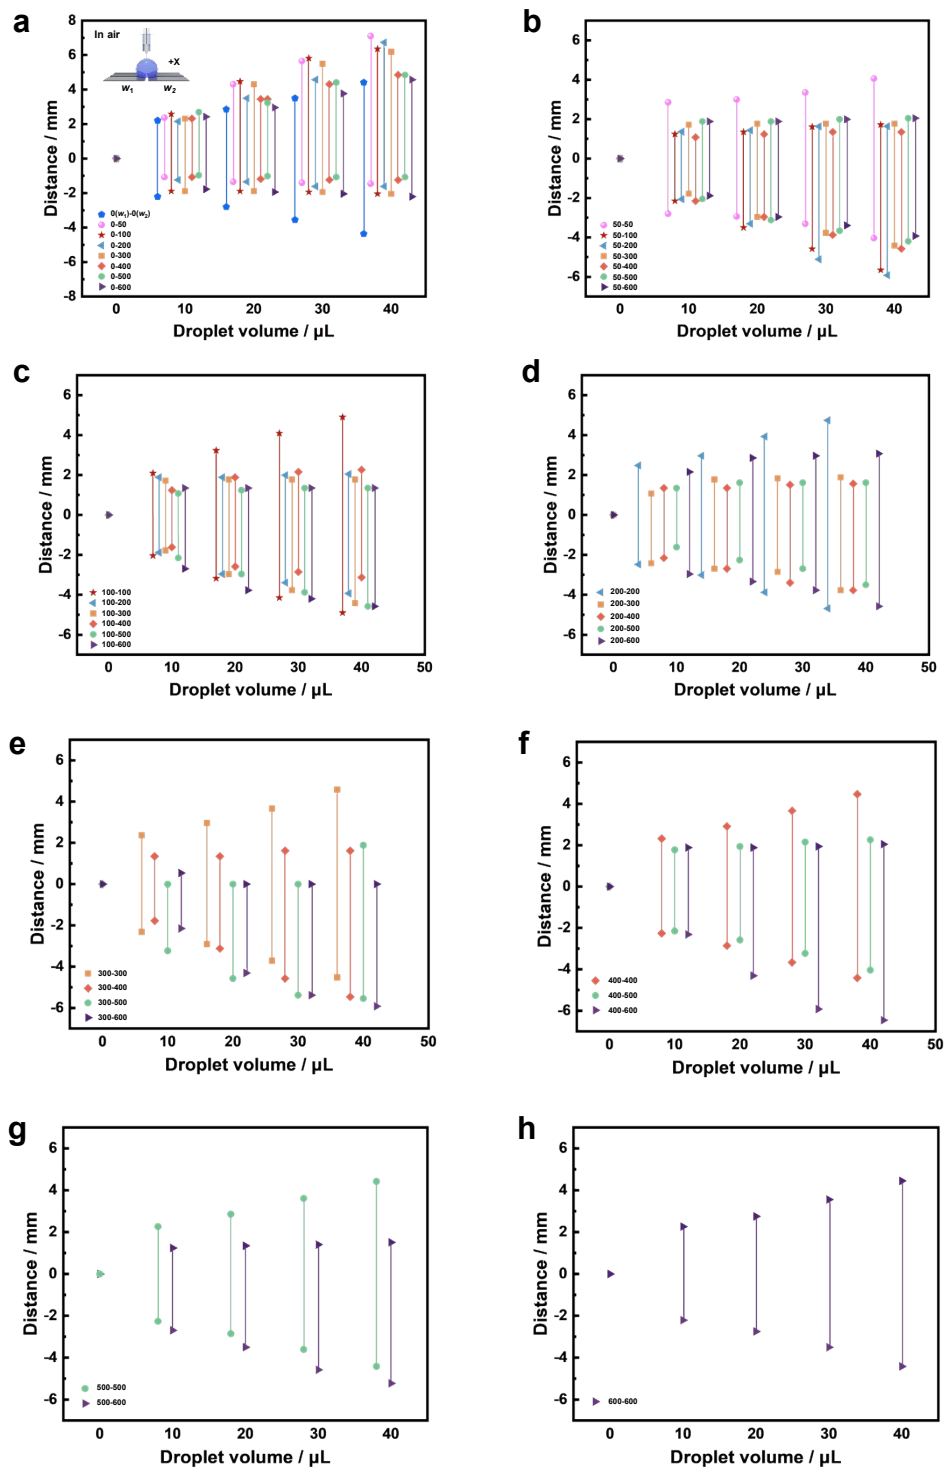 a
In air
+X
w1 w2
8
6
4
2
0
-2
-4
-6
8
Distance / mm
0(w1)-0(w2)
0-50
0-100
0-200
0-300
0-400
0-500
0-600
0 10 20 30 40
Droplet volume / µL
b
6
4
2
0
-2
-4
-6
Distance / mm
50-50
50-100
50-200
50-300
50-400
50-500
50-600
0 10 20 30 40
Droplet volume / µL
c
6
4
2
0
-2
-4
-6
Distance / mm
100-100
100-200
100-300
100-400
100-500
100-600
0 10 20 30 40 50
Droplet volume / µL
d
6
4
2
0
-2
-4
-6
Distance / mm
200-200
200-300
200-400
200-500
200-600
0 10 20 30 40 50
Droplet volume / µL
e
6
4
2
0
-2
-4
-6
Distance / mm
300-300
300-400
300-500
300-600
0 10 20 30 40 50
Droplet volume / µL
f
6
4
2
0
-2
-4
-6
Distance / mm
400-400
400-500
400-600
0 10 20 30 40 50
Droplet volume / µL
g
6
4
2
0
-2
-4
-6
Distance / mm
500-500
500-600
0 10 20 30 40
Droplet volume / µL
h
6
4
2
0
-2
-4
-6
Distance / mm
600-600
0 10 20 30 40
Droplet volume / µL